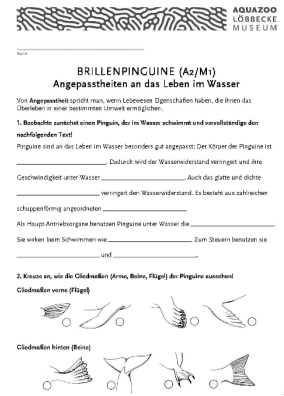 AQUAZOO
LÖBBECKE
MUSEUM
Name
BRILLENPINGUINE (A2/M1)
Angepasstheiten an das Leben im Wasser
Von Angepasstheit spricht man, wenn Lebewesen Eigenschaften haben, die ihnen das
Überleben in einer bestimmten Umwelt ermöglichen.
1. Beobachte zunächst einen Pinguin, der im Wasser schwimmt und vervollständige den
nachfolgenden Text!
Pinguine sind an das Leben im Wasser besonders gut angepasst: Der Körper der Pinguine ist
. Dadurch wird der Wasserwiderstand verringert und ihre
Geschwindigkeit unter Wasser . Auch das glatte und dichte
verringert den Wasserwiderstand. Es besteht aus zahlreichen
schuppenförmig angeordneten .
Als Haupt-Antriebsorgane benutzen Pinguine unter Wasser die .
Sie wirken beim Schwimmen wie . Zum Steuern benutzen sie
und .
2. Kreuze an, wie die Gliedmaßen (Arme, Beine, Flügel) der Pinguine aussehen!
Gliedmaßen vorne (Flügel)
Gliedmaßen hinten (Beine)